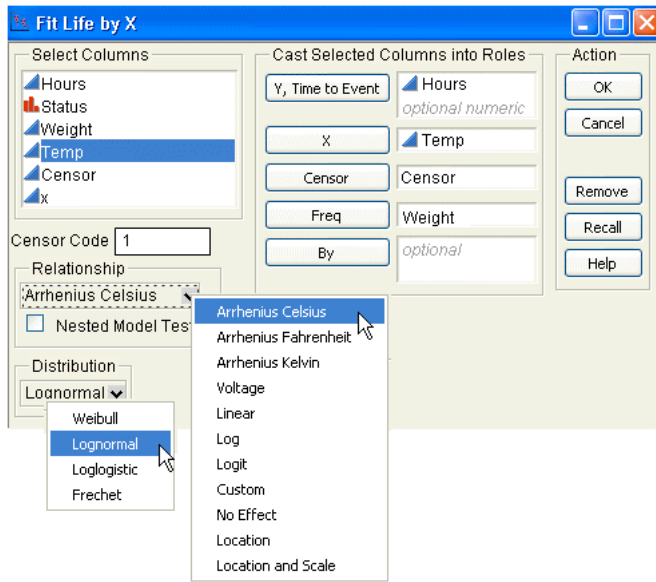 Fit Life by X
Select Columns
Hours
Status
Weight
Temp
Censor
x
Censor Code 1
Relationship
Arrhenius Celsius
Nested Model Tes
Distribution
Lognormal
Weibull
Lognormal
Loglogistic
Frechet
Arrhenius Celsius
Arrhenius Fahrenheit
Arrhenius Kelvin
Voltage
Linear
Log
Logit
Custom
No Effect
Location
Location and Scale
Cast Selected Columns into Roles
Y, Time to Event
Hours
optional numeric
X
Temp
Censor
Censor
Freq
Weight
By
optional
Action
OK
Cancel
Remove
Recall
Help